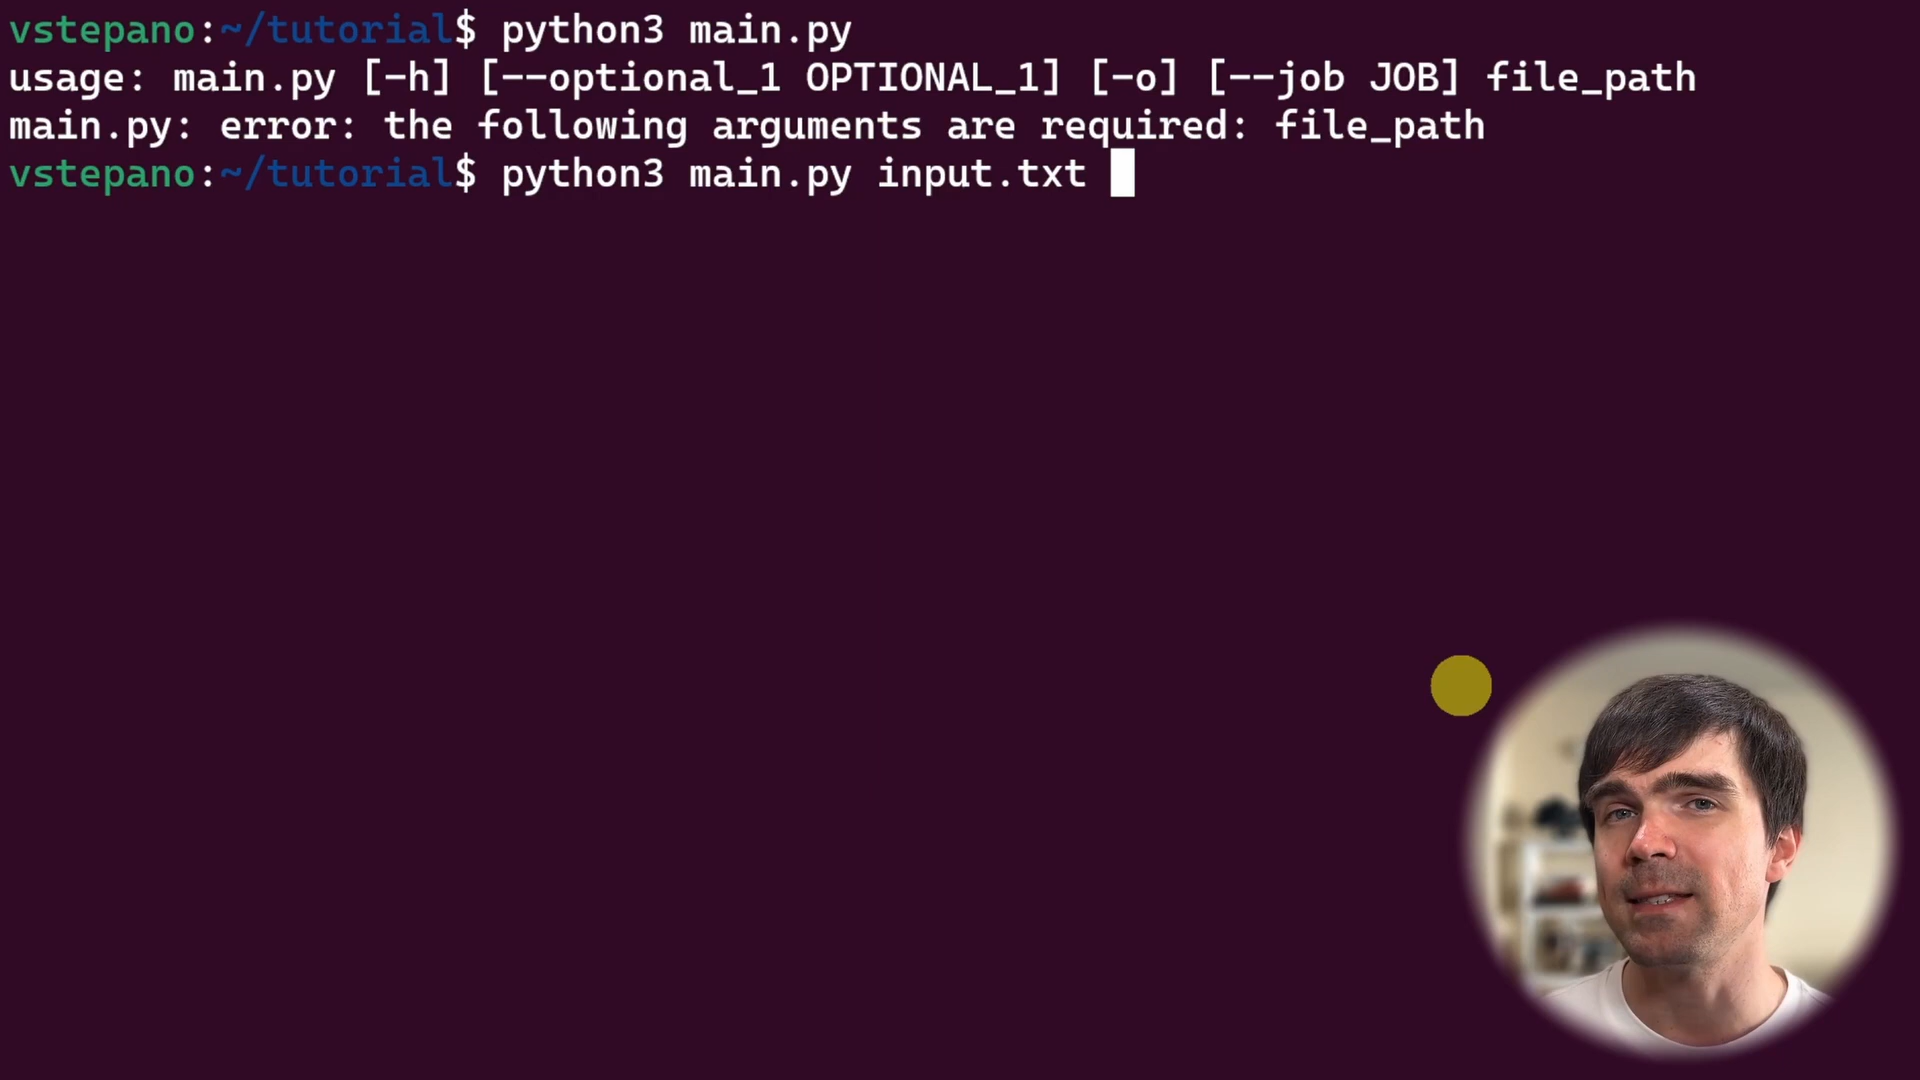 vstepano:~/tutorial$ python3 main.py
usage: main.py [-h] [--optional_1 OPTIONAL_1] [-o] [--job JOB] file_path
main.py: error: the following arguments are required: file_path
vstepano:~/tutorial$ python3 main.py input.txt